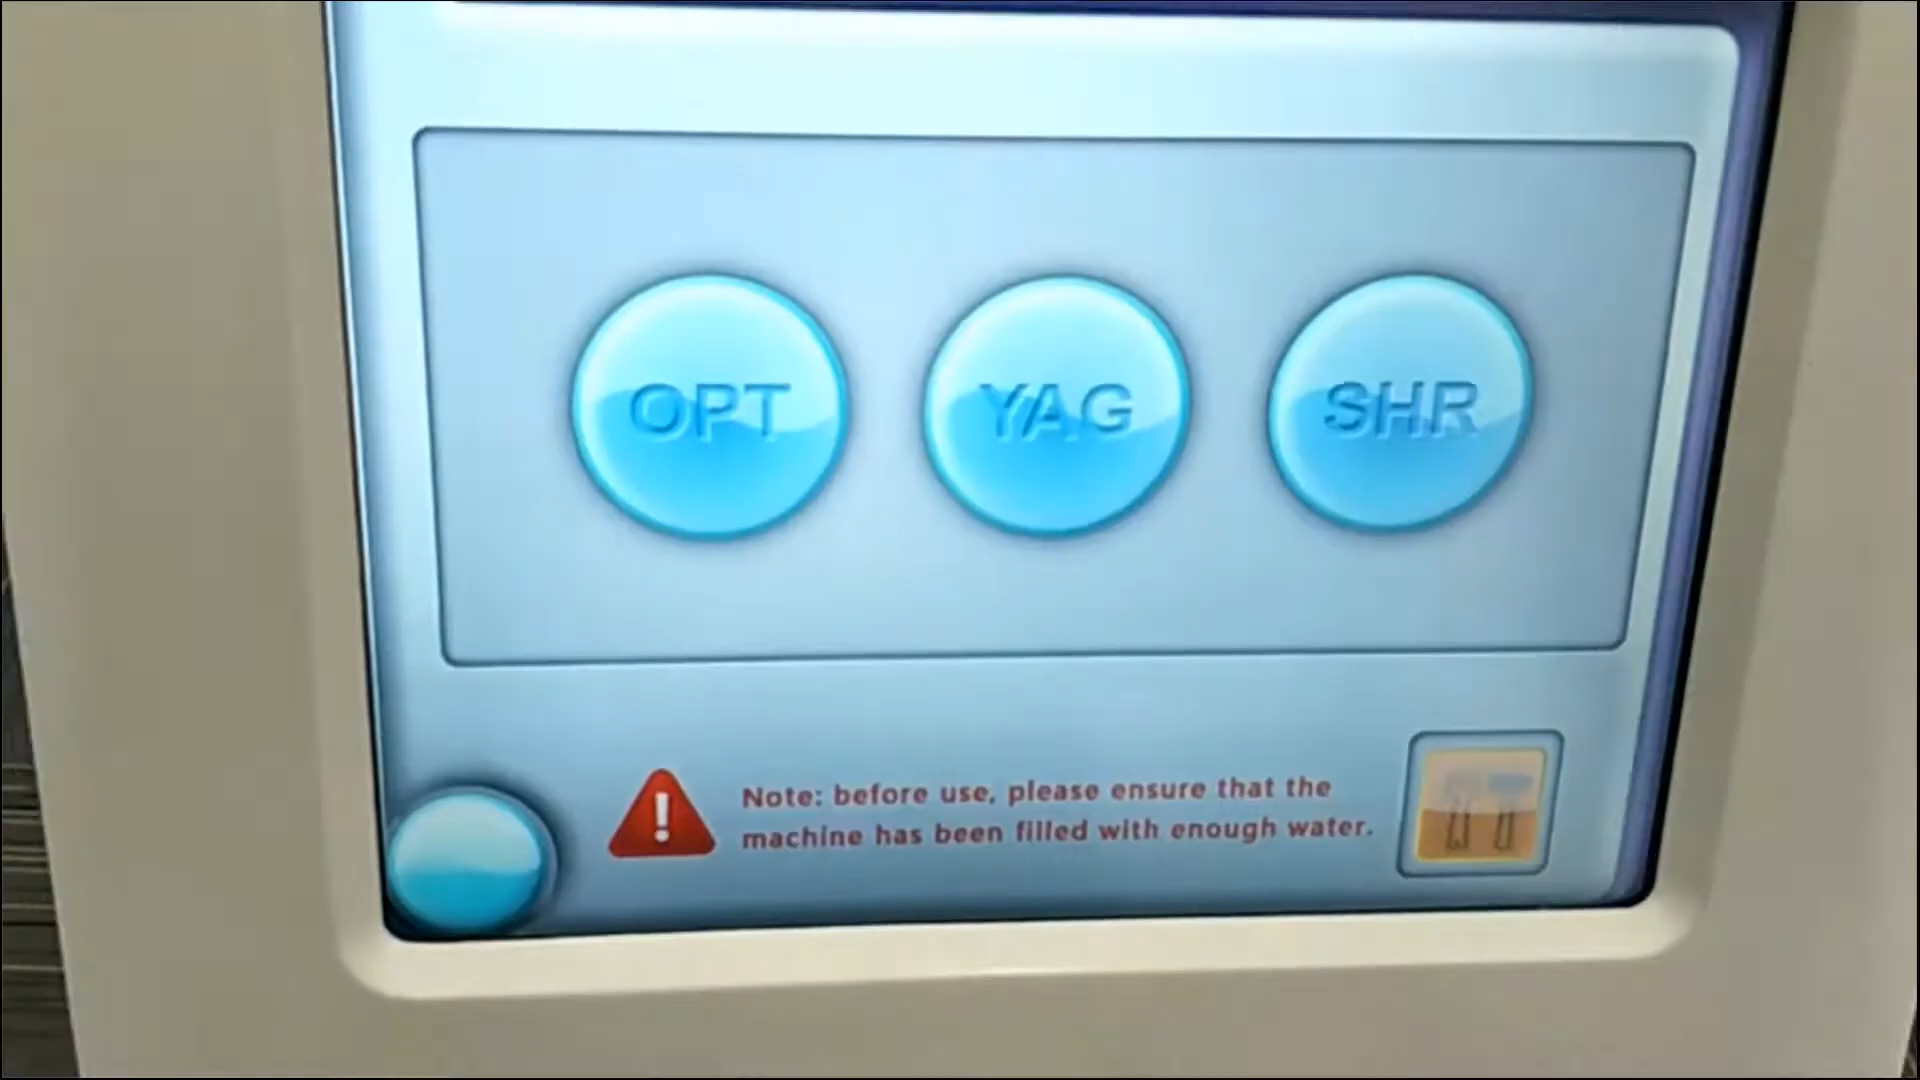 OPT
YAG
SHR
Note: before use, please ensure that the
machine has been filled with enough water.